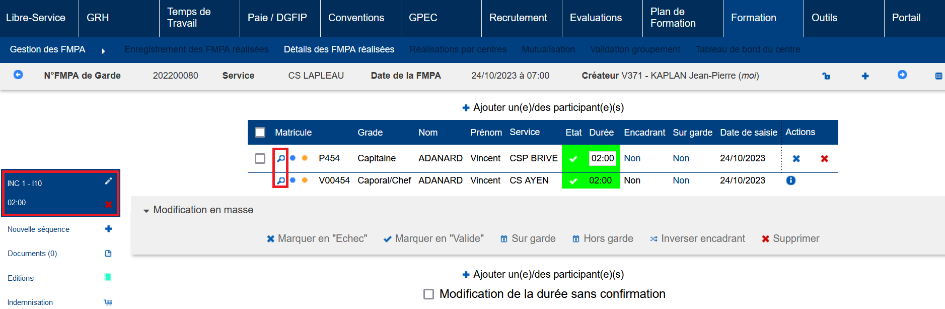 Libre-Service GRH Temps de Travail Paie / DGFIP Conventions GPEC Recrutement Evaluations Plan de Formation Formation Outils Portail
Gestion des FMPA Enregistrement des FMPA réalisées Détails des FMPA réalisées Réalisations par centres Mutualisation Validation groupement Tableau de bord du centre
N°FMPA de Garde 202200080 Service CS LAPLEAU Date de la FMPA 24/10/2023 à 07:00 Créateur V371 - KAPLAN Jean-Pierre (moi)
Ajouter un(e)/des participant(e)(s)
Matricule Grade Nom Prénom Service Etat Durée Encadrant Sur garde Date de saisie Actions
P454 Capitaine ADANARD Vincent CSP BRIVE 02:00 Non Non 24/10/2023
V00454 Caporal/Chef ADANARD Vincent CS AYEN 02:00 Non Non 24/10/2023
INC 1 - I10
02:00
Nouvelle séquence
Documents (0)
Editions
Indemnisation
Modification en masse
Marquer en "Echec" Marquer en "Valide" Sur garde Hors garde Inverser encadrant Supprimer
Ajouter un(e)/des participant(e)(s)
Modification de la durée sans confirmation